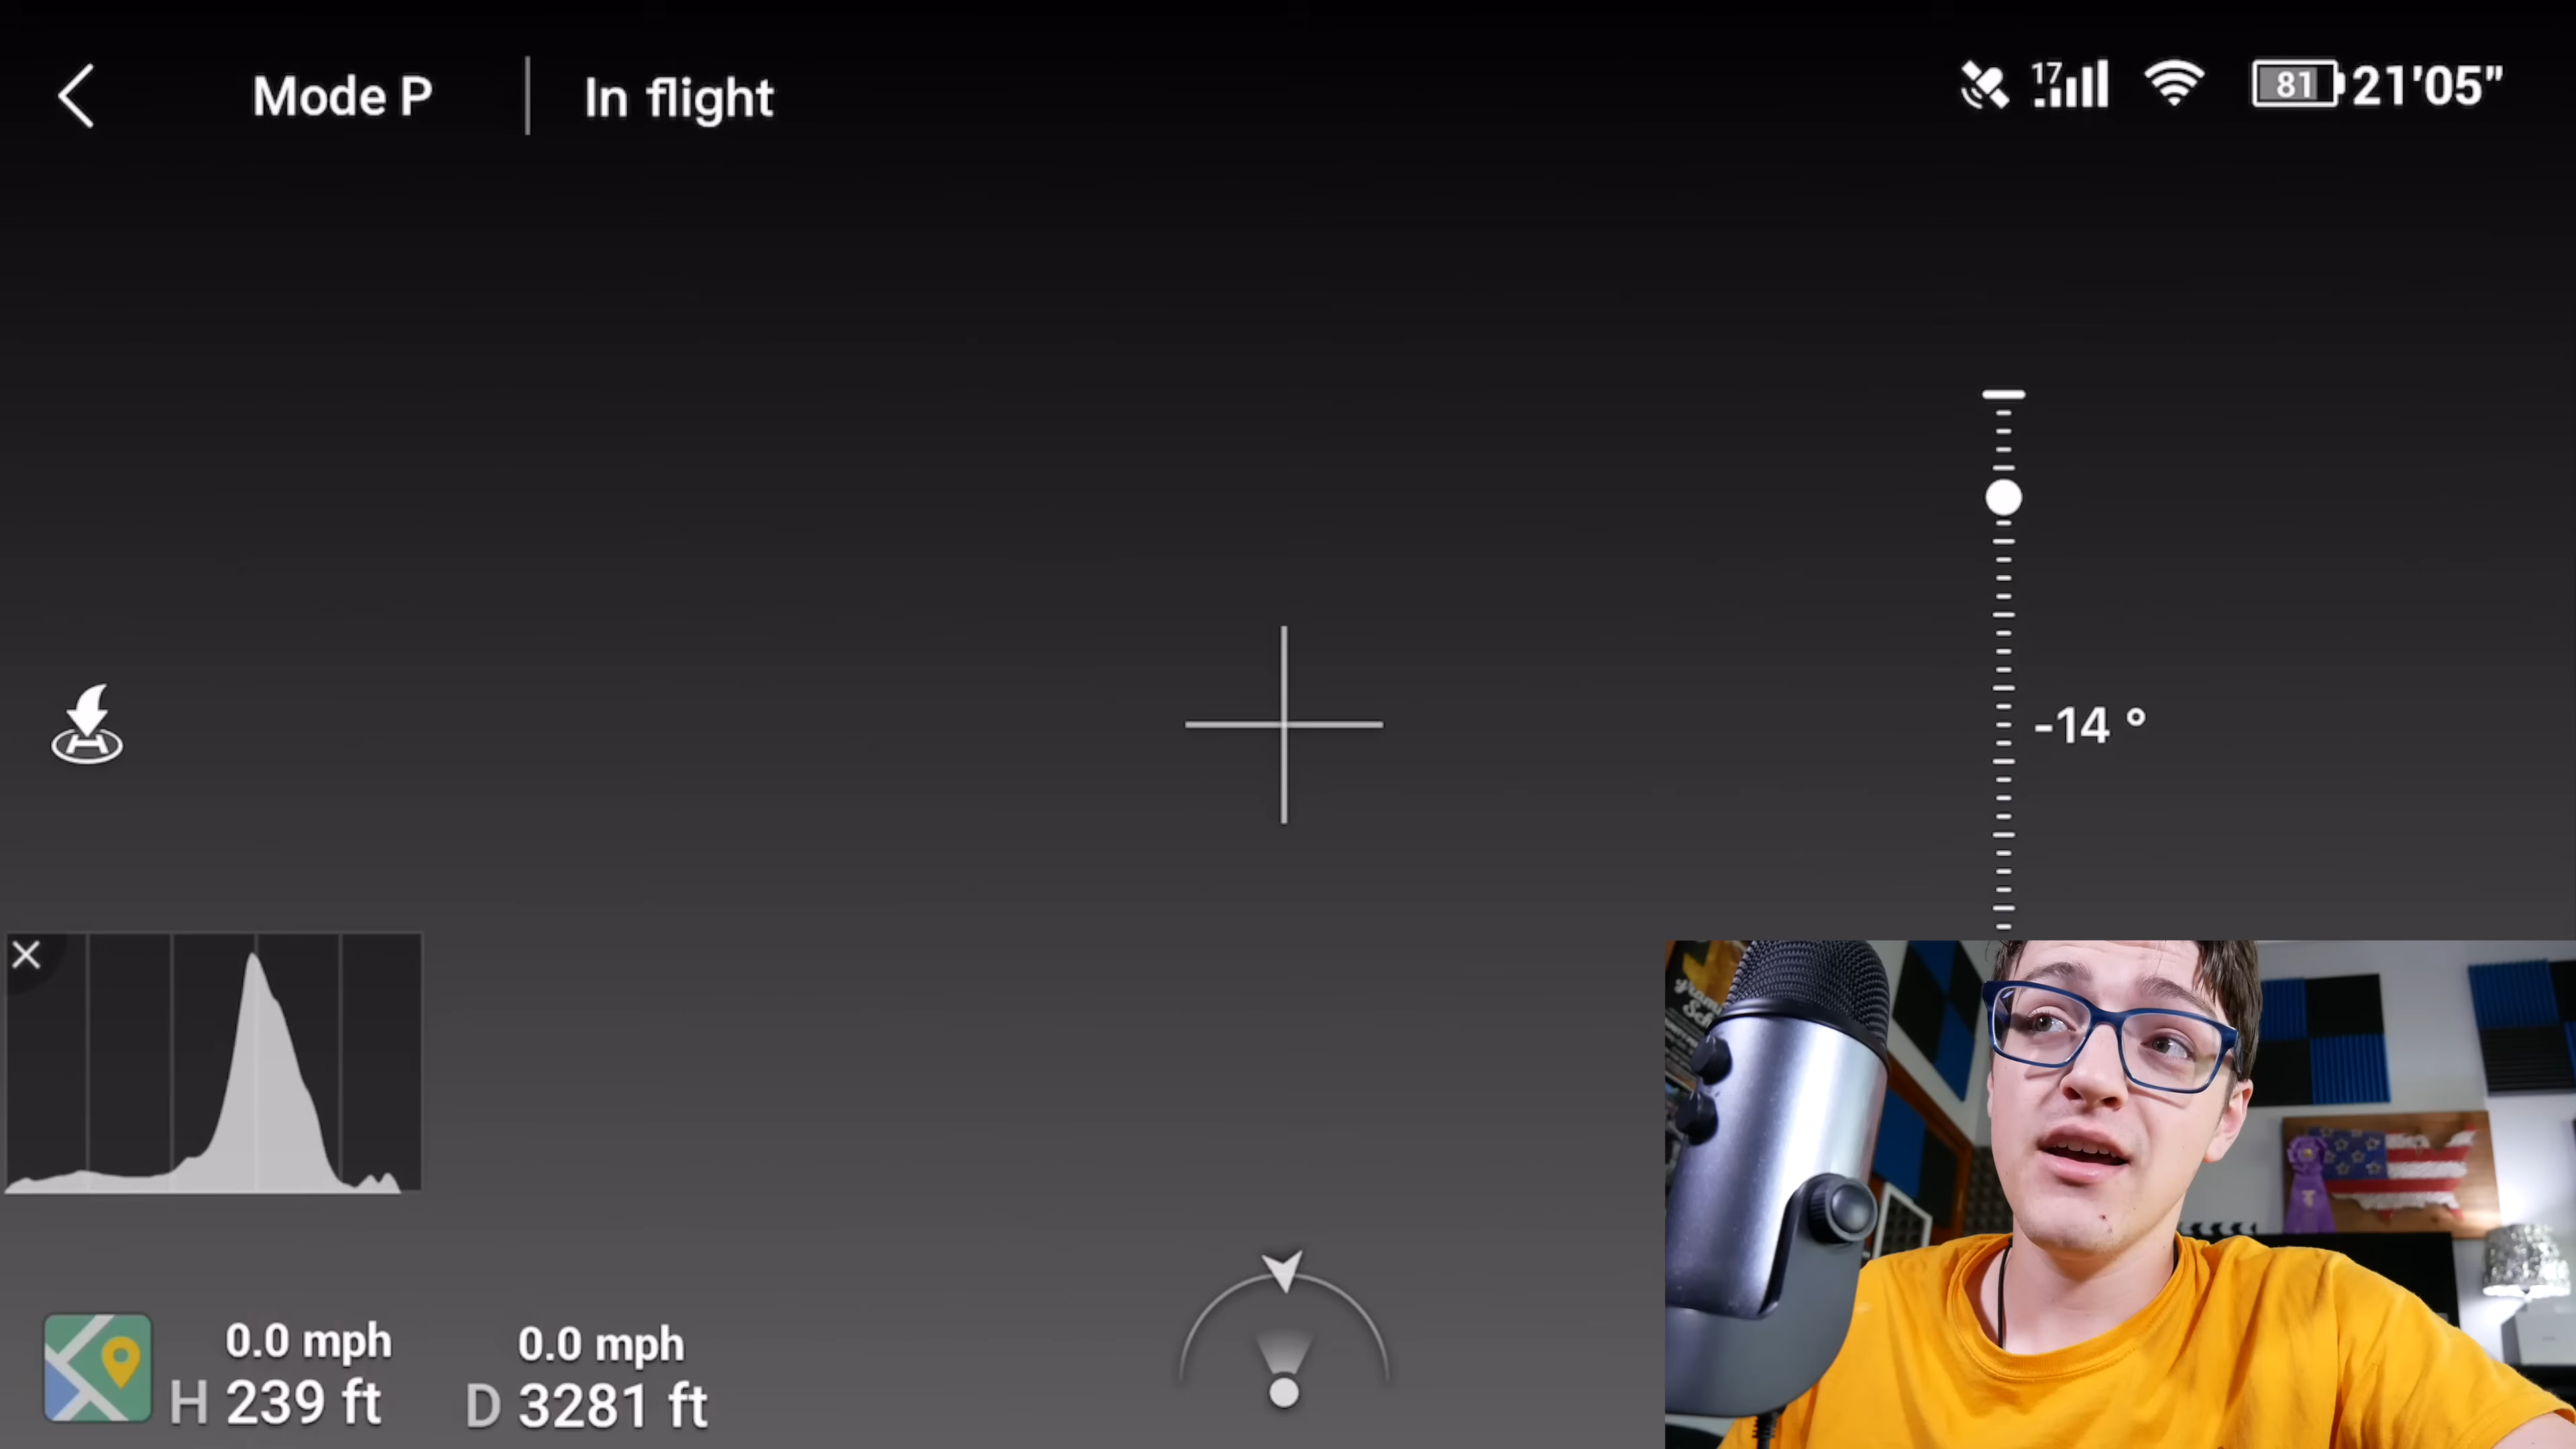 Mode P
In flight
17
81
21'05"
-14 °
0.0 mph
0.0 mph
H 239 ft
D 3281 ft